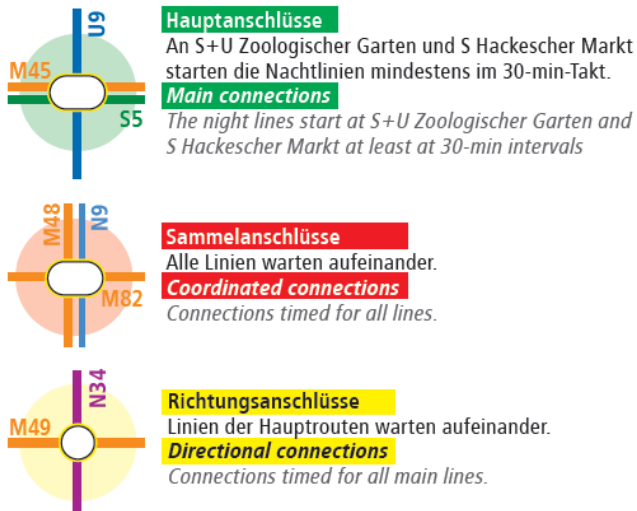 U9
M45
S5
Hauptanschlüsse
An S+U Zoologischer Garten und S Hackescher Markt
starten die Nachtlinien mindestens im 30-min-Takt.
Main connections
The night lines start at S+U Zoologischer Garten and
S Hackescher Markt at least at 30-min intervals
M48
N9
M82
Sammelanschlüsse
Alle Linien warten aufeinander.
Coordinated connections
Connections timed for all lines.
N34
M49
Richtungsanschlüsse
Linien der Hauptrouten warten aufeinander.
Directional connections
Connections timed for all main lines.